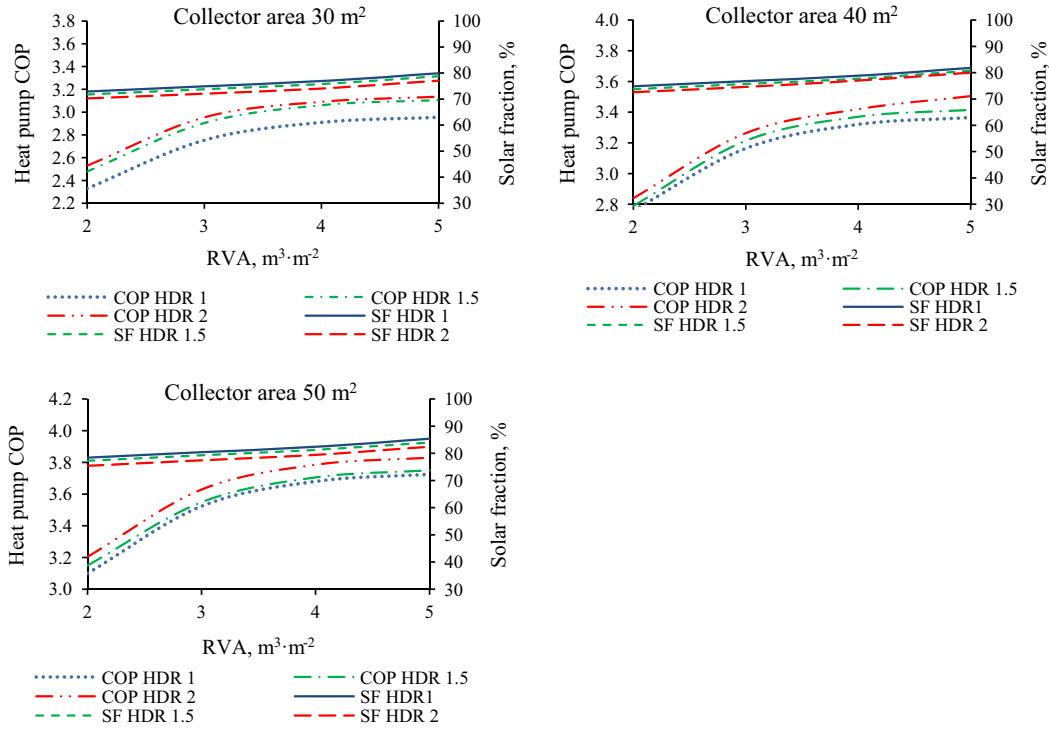 Collector area 30 m²
Heat pump COP
3.8
3.6
3.4
3.2
3.0
2.8
2.6
2.4
2.2
100
90
80
70
60
50
40
30
Solar fraction, %
2 3 4 5
RVA, m³·m⁻²
COP HDR 1 COP HDR 1.5
COP HDR 2 SF HDR 1
SF HDR 1.5 SF HDR 2
Collector area 40 m²
Heat pump COP
4.0
3.8
3.6
3.4
3.2
3.0
2.8
100
90
80
70
60
50
40
30
Solar fraction, %
2 3 4 5
RVA, m³·m⁻²
COP HDR 1 COP HDR 1.5
COP HDR 2 SF HDR1
SF HDR 1.5 SF HDR 2
Collector area 50 m²
Heat pump COP
4.2
4.0
3.8
3.6
3.4
3.2
3.0
100
90
80
70
60
50
40
30
Solar fraction, %
2 3 4 5
RVA, m³·m⁻²
COP HDR 1 COP HDR 1.5
COP HDR 2 SF HDR1
SF HDR 1.5 SF HDR 2